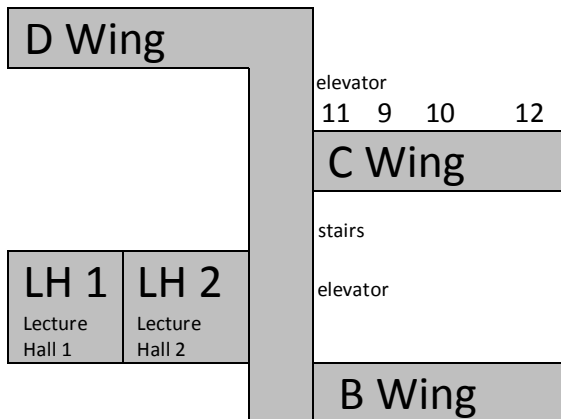 D Wing
elevator
11 9 10 12
C Wing
stairs
elevator
LH 1
Lecture
Hall 1
LH 2
Lecture
Hall 2
B Wing